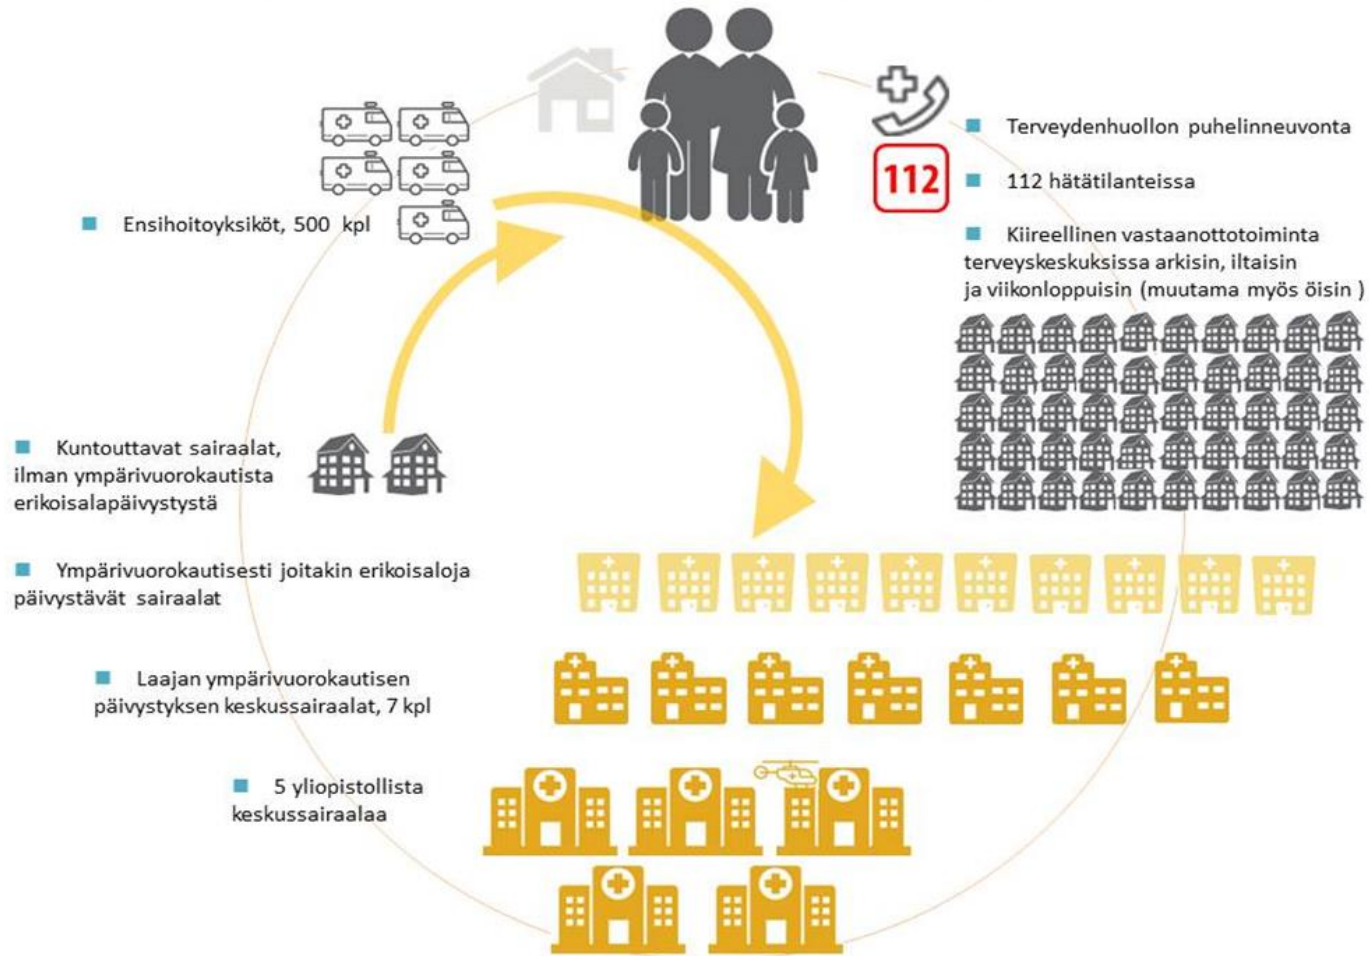 Terveydenhuollon puhelinneuvonta
112
112 hätätilanteissa
Ensihoitoyksiköt, 500 kpl
Kiireellinen vastaanottotoiminta
terveyskeskuksissa arkisin, iltaisin
ja viikonloppuisin (muutama myös öisin )
Kuntouttavat sairaalat,
ilman ympärivuorokautista
erikoisalapäivystystä
Ympärivuorokautisesti joitakin erikoisaloja
päivystävät sairaalat
Laajan ympärivuorokautisen
päivystyksen keskussairaalat, 7 kpl
5 yliopistollista
keskussairaalaa